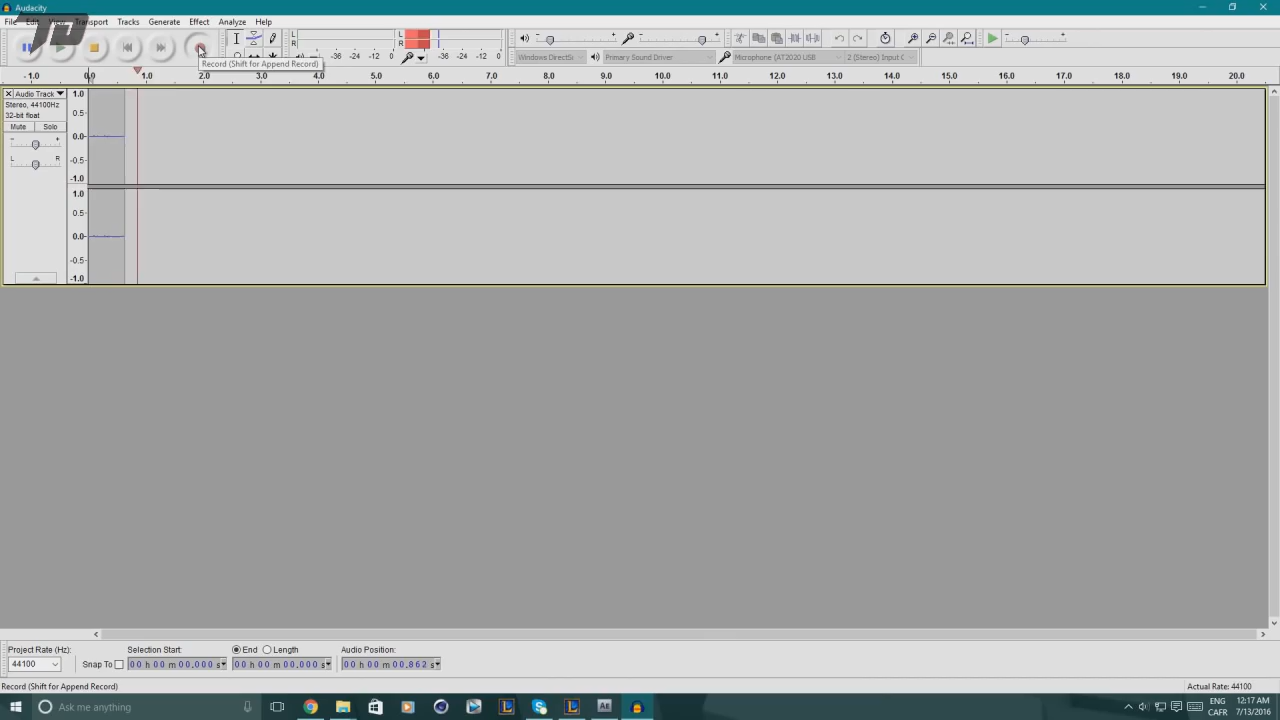 Audacity
File Edit View Transport Tracks Generate Effect Analyze Help
L
R -36 -24 -12 0
L
R -36 -24 -12 0
Windows DirectS Primary Sound Driver Microphone (AT2020 USB 2 (Stereo) Input C
Record (Shift for Append Record)
-1.0 0.0 1.0 2.0 3.0 4.0 5.0 6.0 7.0 8.0 9.0 10.0 11.0 12.0 13.0 14.0 15.0 16.0 17.0 18.0 19.0 20.0
Audio Track
Stereo, 44100Hz
32-bit float
Mute Solo
- +
L R
1.0
0.5-
0.0-
-0.5-
-1.0
1.0
0.5-
0.0-
-0.5-
-1.0
Project Rate (Hz): Selection Start: End Length Audio Position:
44100 Snap To 00 h 00 m 00.000 s 00 h 00 m 00.000 s 00 h 00 m 00.862 s
Record (Shift for Append Record) Actual Rate: 44100
Ask me anything
ENG 12:17 AM
CAFR 7/13/2016